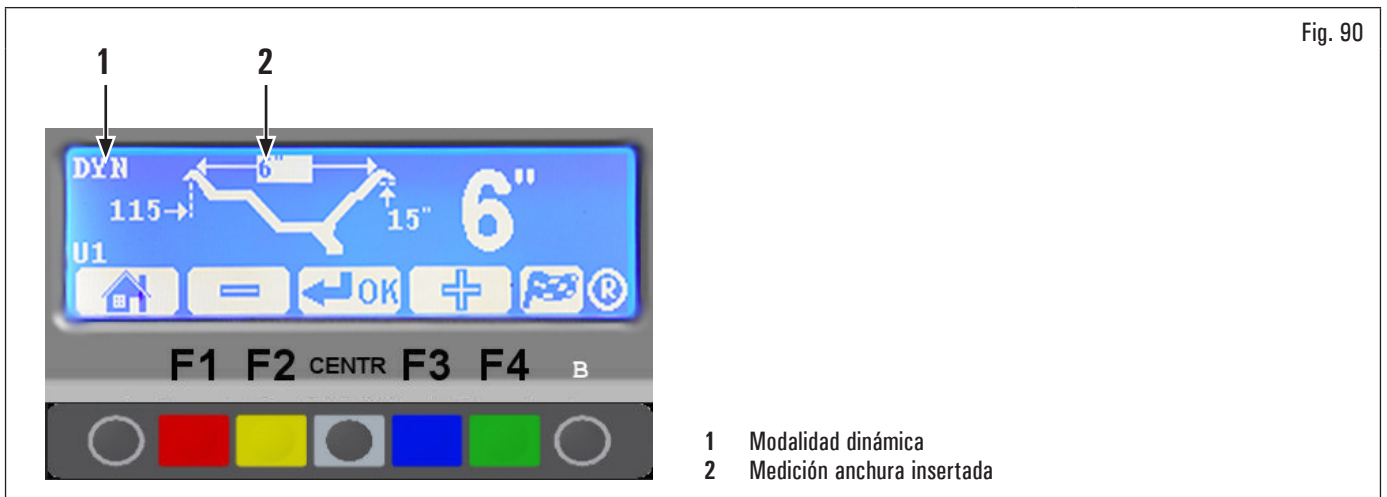 Fig. 90
1 2
DYN
6"
6"
115
15"
U1
OK
®
F1 F2 CENTR F3 F4 B
1 Modalidad dinámica
2 Medición anchura insertada